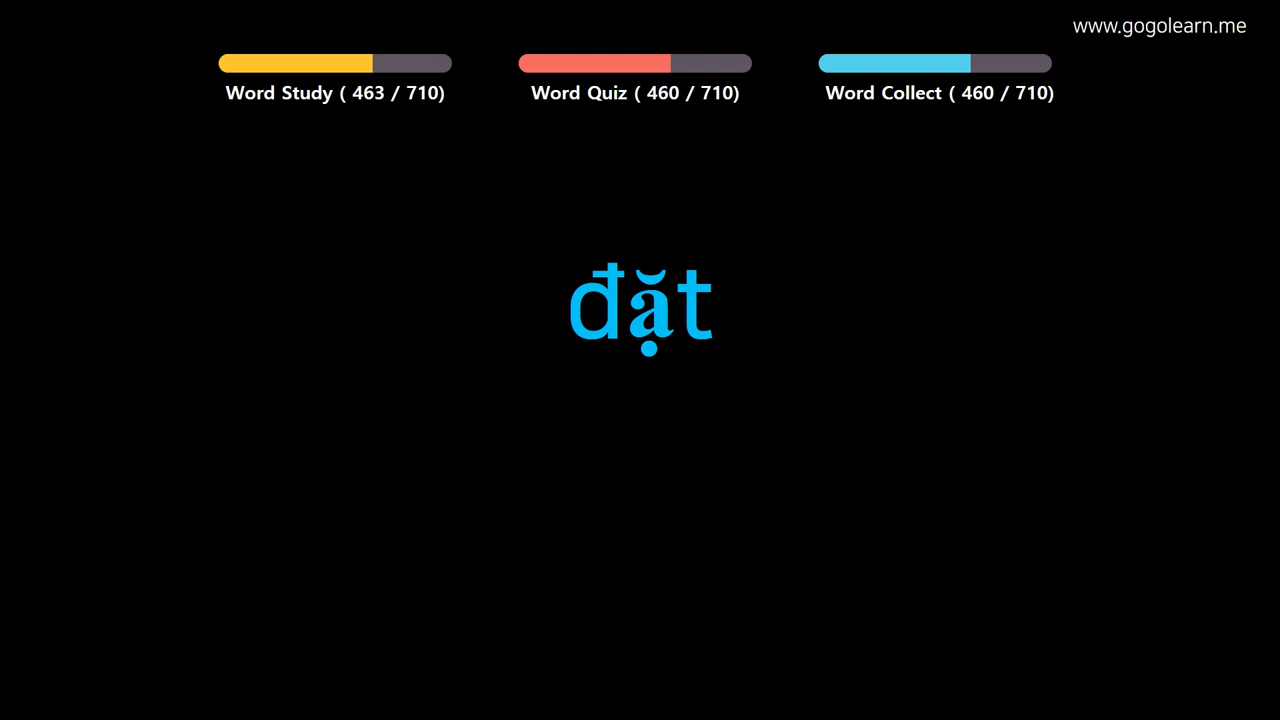 www.gogolearn.me
Word Study ( 463 / 710)
Word Quiz ( 460 / 710)
Word Collect ( 460 / 710)
đặt